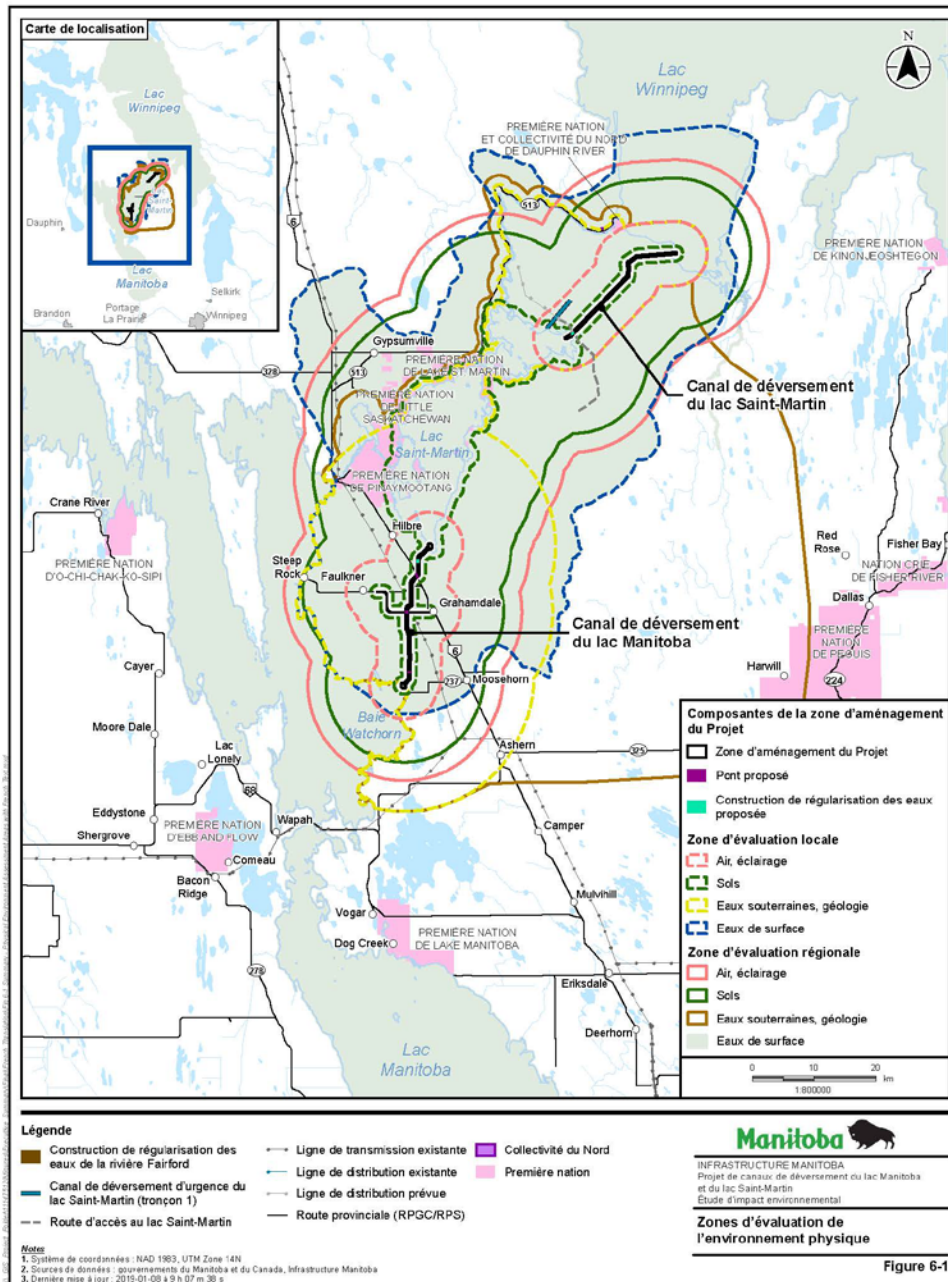 Carte de localisation
Lac
Winnipeg
Lac
Saint-
Martin
Dauphin
Lac
Manitoba
Selkirk
Brandon
Portage
La Prairie
Winnipeg
N
Lac
Winnipeg
PREMIÈRE NATION
ET COLLECTIVITÉ DU NORD
DE DAUPHIN RIVER
513
6
PREMIÈRE NATION
DE KINONJEOSHTEGON
Gypsumville
328
513
PREMIÈRE NATION
DE LAKE ST. MARTIN
Canal de déversement
du lac Saint-Martin
PREMIÈRE NATION
DE LITTLE
SASKATCHEWAN
Lac
Saint-Martin
PREMIÈRE NATION
DE PINAYMOOTANG
Crane River
Hilbre
Red
Rose
Fisher Bay
PREMIÈRE NATION
D'O-CHI-CHAK-KO-SIPI
Steep
Rock
Faulkner
NATION CRIE
DE FISHER RIVER
Dallas
Grahamdale
Canal de déversement
du lac Manitoba
PREMIÈRE
NATION
DE PEGUIS
6
Cayer
237
Moosehorn
Harwill
224
Baie
Watchorn
Moore Dale
Lac
Lonely
Ashern
325
68
Eddystone
Wapah
Camper
Shergrove
PREMIÈRE NATION
D'EBB AND FLOW
Comeau
Bacon
Ridge
Mulvihill
Vogar
PREMIÈRE NATION
DE LAKE MANITOBA
Dog Creek
278
Eriksdale
Deerhorn
Lac
Manitoba
Composantes de la zone d'aménagement
du Projet
Zone d'aménagement du Projet
Pont proposé
Construction de régularisation des eaux
proposée
Zone d'évaluation locale
Air, éclairage
Sols
Eaux souterraines, géologie
Eaux de surface
Zone d'évaluation régionale
Air, éclairage
Sols
Eaux souterraines, géologie
Eaux de surface
0 10 20
km
1:800000
Légende
Construction de régularisation des
eaux de la rivière Fairford
Canal de déversement d'urgence du
lac Saint-Martin (tronçon 1)
Route d'accès au lac Saint-Martin
Ligne de transmission existante
Ligne de distribution existante
Ligne de distribution prévue
Route provinciale (RPGC/RPS)
Collectivité du Nord
Première nation
Notes
1. Système de coordonnées : NAD 1983, UTM Zone 14N
2. Sources de données : gouvernements du Manitoba et du Canada, Infrastructure Manitoba
3. Dernière mise à jour : 2019-01-08 à 9 h 07 m 38 s
Manitoba
INFRASTRUCTURE MANITOBA
Projet de canaux de déversement du lac Manitoba
et du lac Saint-Martin
Étude d'impact environnemental
Zones d'évaluation de
l'environnement physique
Figure 6-1